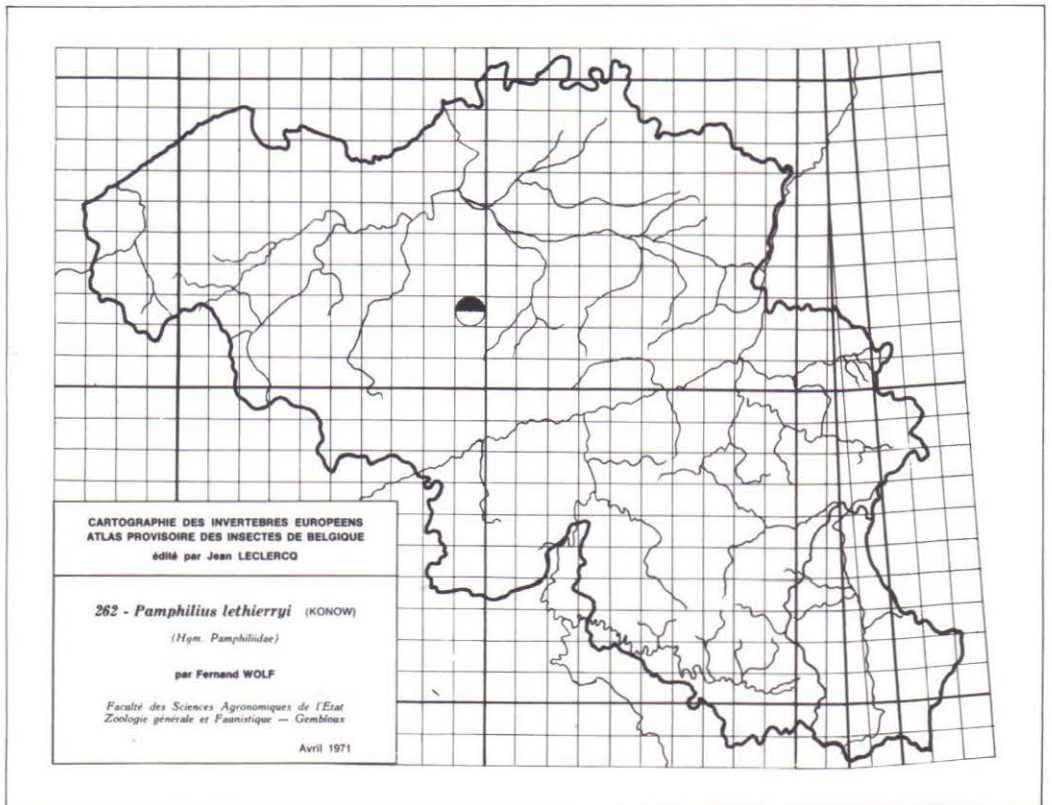 CARTOGRAPHIE DES INVERTEBRES EUROPEENS
ATLAS PROVISOIRE DES INSECTES DE BELGIQUE
édité par Jean LECLERCQ
262 - Pamphilius lethierryi (KONOW)
(Hym. Pamphiliidae)
par Fernand WOLF
Faculté des Sciences Agronomiques de l'Etat
Zoologie générale et Faunistique — Gembloux
Avril 1971